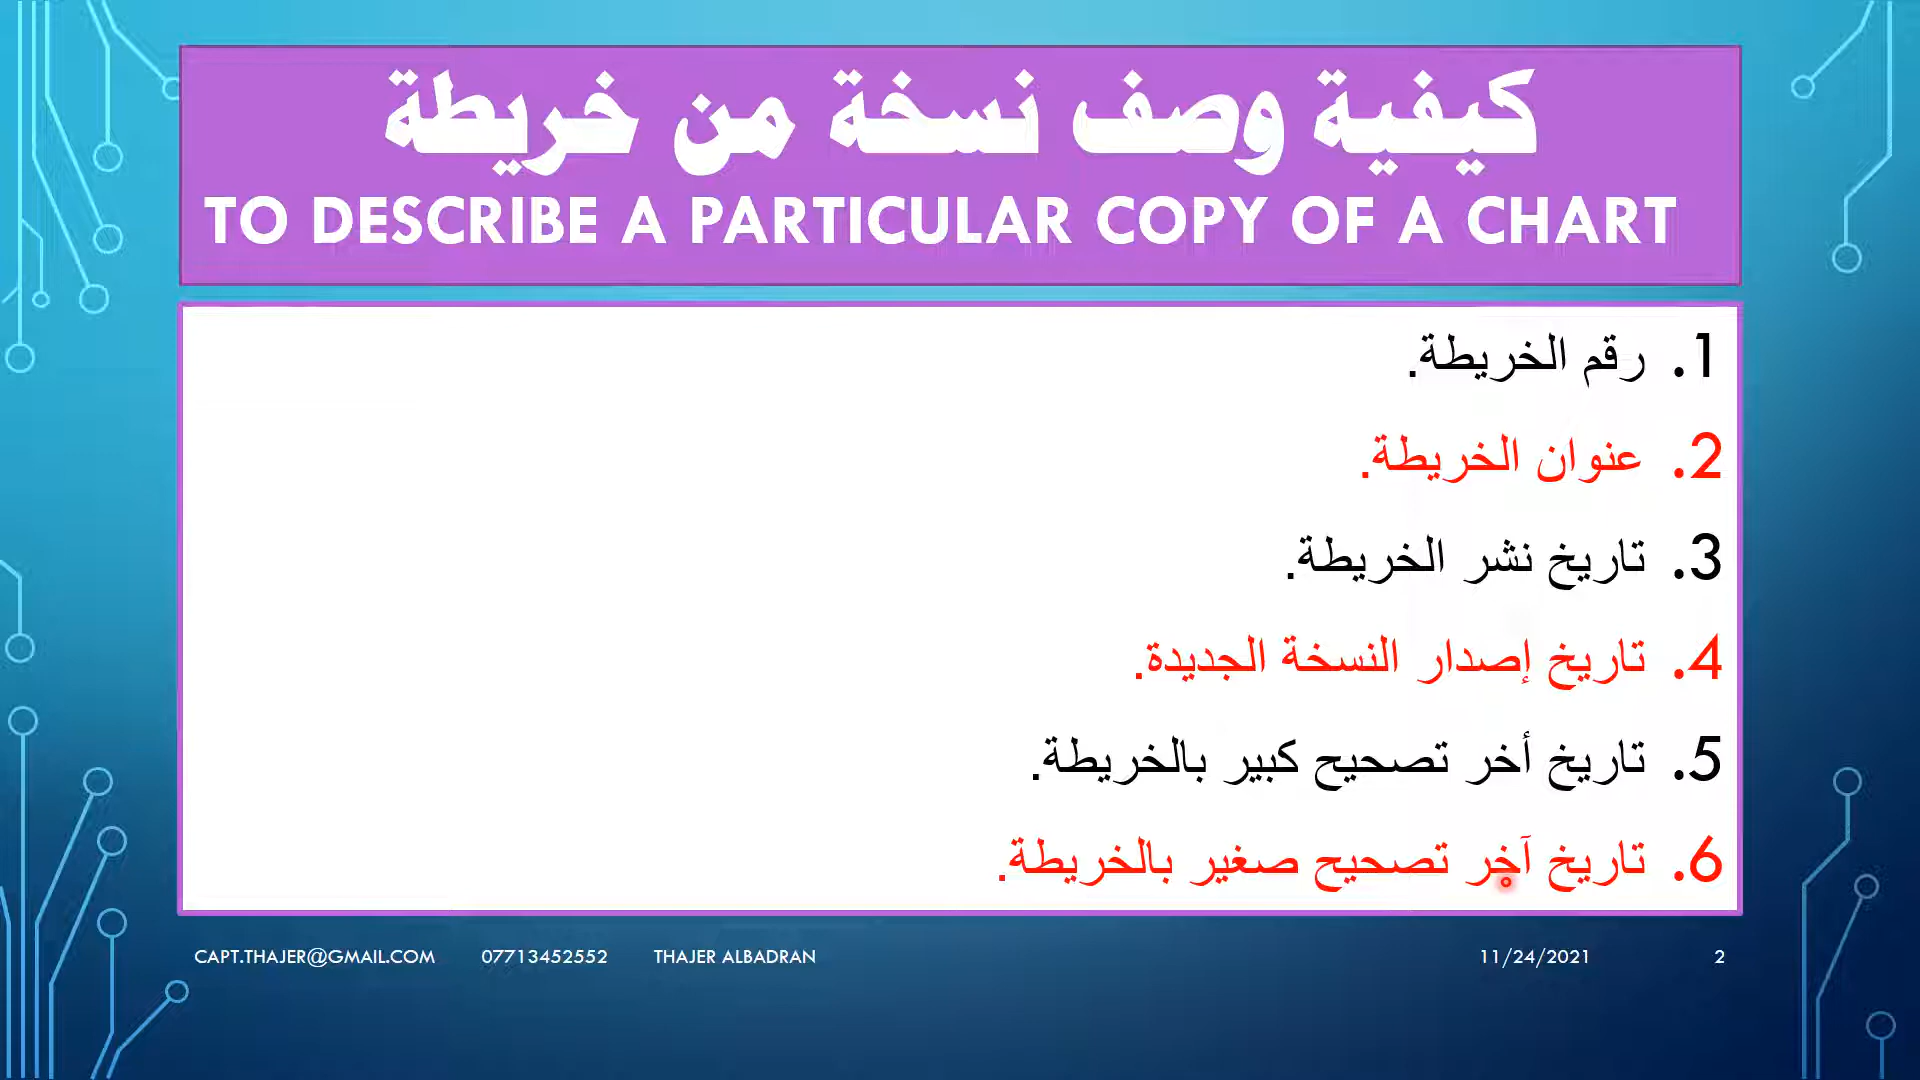 كيفية وصف نسخة من خريطة
TO DESCRIBE A PARTICULAR COPY OF A CHART
1. رقم الخريطة.
2. عنوان الخريطة.
3. تاريخ نشر الخريطة.
4. تاريخ إصدار النسخة الجديدة.
5. تاريخ أخر تصحيح كبير بالخريطة.
6. تاريخ آخر تصحيح صغير بالخريطة.
CAPT.THAJER@GMAIL.COM 07713452552 THAJER ALBADRAN 11/24/2021 2